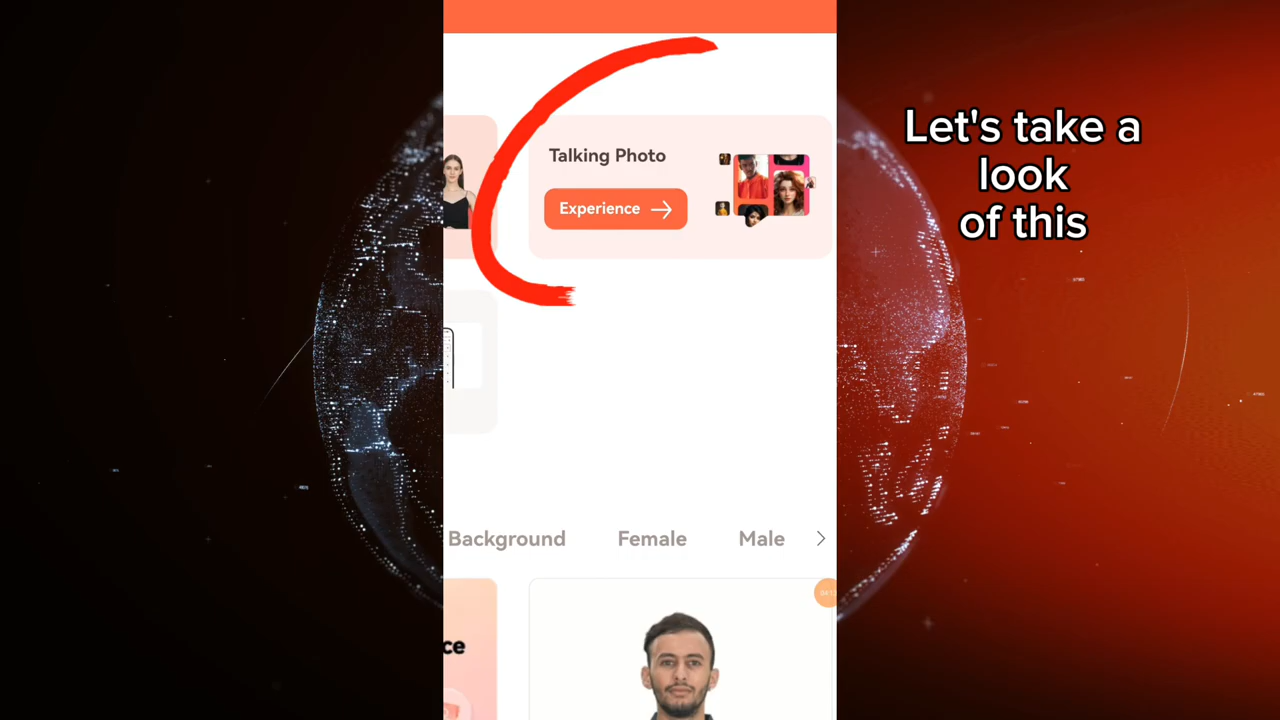 Let's take a
look
of this
Talking Photo
Experience
Background
Female
Male
ce